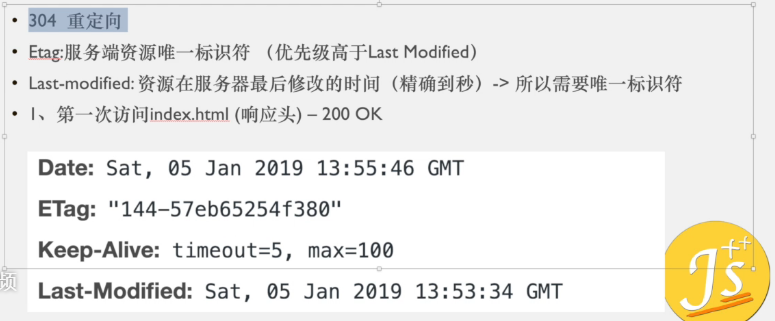 • 304 重定向
• Etag:服务端资源唯一标识符 （优先级高于Last Modified）
• Last-modified: 资源在服务器最后修改的时间（精确到秒）-> 所以需要唯一标识符
• 1、第一次访问index.html (响应头) – 200 OK
Date: Sat, 05 Jan 2019 13:55:46 GMT
ETag: "144-57eb65254f380"
Keep-Alive: timeout=5, max=100
Last-Modified: Sat, 05 Jan 2019 13:53:34 GMT
Js++